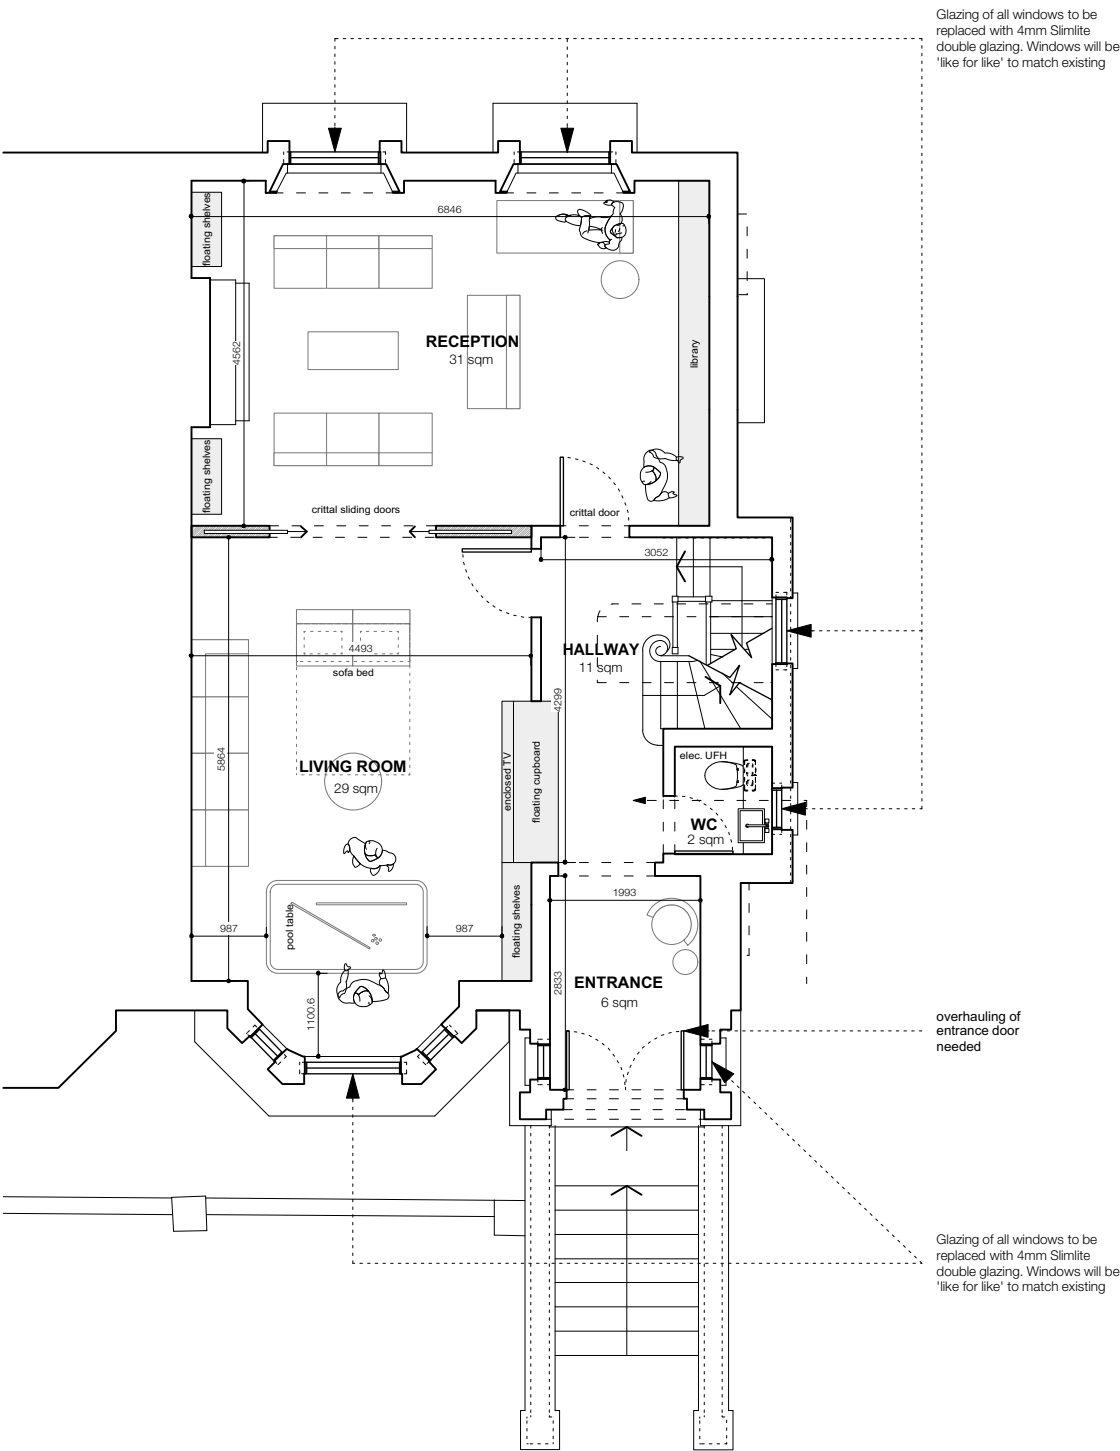 Glazing of all windows to be
replaced with 4mm Slimlite
double glazing. Windows will be
'like for like' to match existing
floating shelves
6846
4562
RECEPTION
31 sqm
library
floating shelves
crittal sliding doors
crittal door
3052
HALLWAY
11 sqm
4493
sofa bed
4299
5864
LIVING ROOM
29 sqm
enclosed TV
floating cupboard
elec. UFH
WC
2 sqm
1993
pool table
987
987
floating shelves
ENTRANCE
6 sqm
2833
1100.6
overhauling of
entrance door
needed
Glazing of all windows to be
replaced with 4mm Slimlite
double glazing. Windows will be
'like for like' to match existing